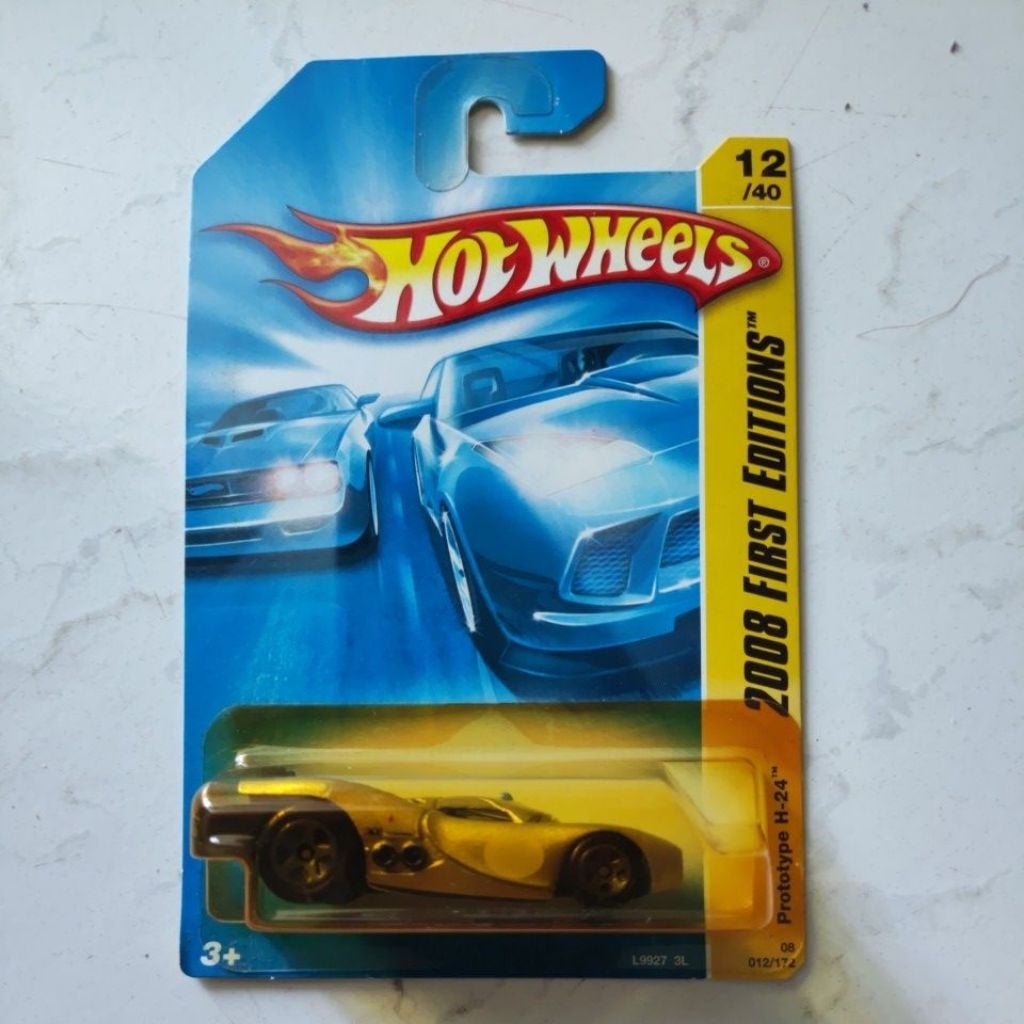 12
/40
HOT WHEELS®
2008 FIRST EDITIONS™
Prototype H-24™
3+
L9927 3L
08
012/172